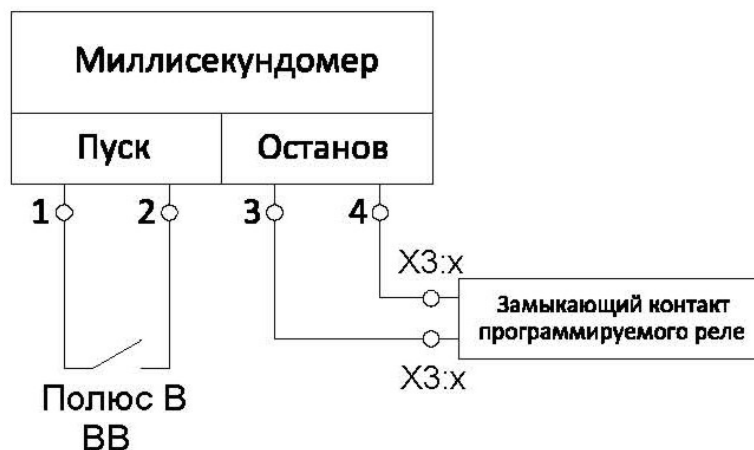 Миллисекундомер
Пуск
Останов
1
2
3
4
X3:x
Замыкающий контакт
программируемого реле
X3:x
Полюс В
ВВ